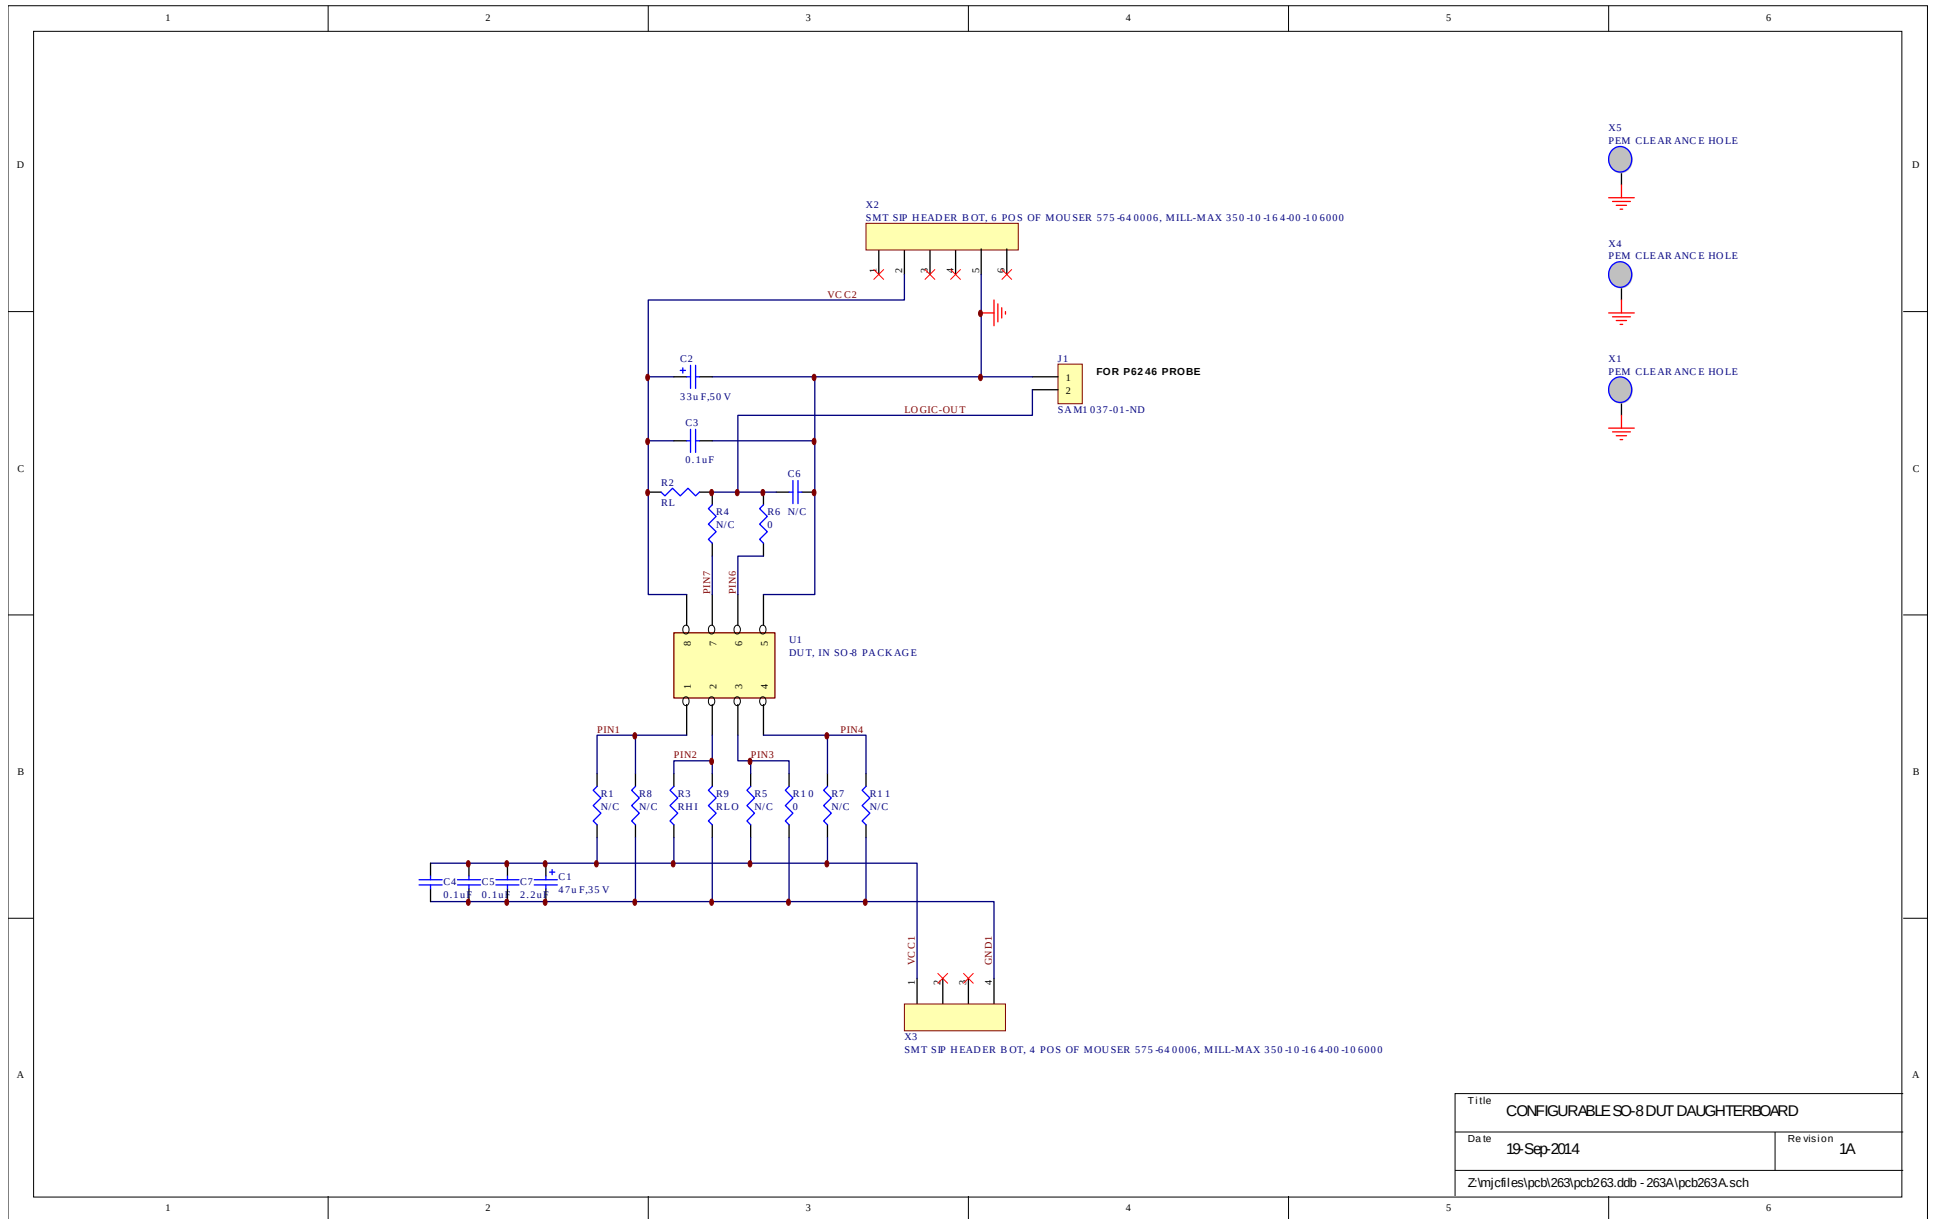 1 2 3 4 5 6
D D
C C
B B
A A
X5
PEM CLEARANCE HOLE
X4
PEM CLEARANCE HOLE
X1
PEM CLEARANCE HOLE
X2
SMT SIP HEADER BOT, 6 POS OF MOUSER 575-640006, MILL-MAX 350-10-164-00-106000
1 2 3 4 5 6
VCC2
C2
+
33uF,50V
J1
1
2
FOR P6246 PROBE
SAM1037-01-ND
LOGIC-OUT
C3
0.1uF
R2
RL
R4
N/C
R6
0
C6
N/C
PIN7
PIN6
8 7 6 5
1 2 3 4
U1
DUT, IN SO-8 PACKAGE
PIN1
PIN2
PIN3
PIN4
R1
N/C
R8
N/C
R3
RHI
R9
RLO
R5
N/C
R10
0
R7
N/C
R11
N/C
C4
0.1uF
C5
0.1uF
C7
2.2uF
+
C1
47uF,35V
VCC1
GND1
1 2 3 4
X3
SMT SIP HEADER BOT, 4 POS OF MOUSER 575-640006, MILL-MAX 350-10-164-00-106000
Title
CONFIGURABLE SO-8 DUT DAUGHTERBOARD
Date
19-Sep-2014
Revision
1A
Z:\mjcfiles\pcb\263\pcb263.ddb - 263A\pcb263A.sch
1 2 3 4 5 6